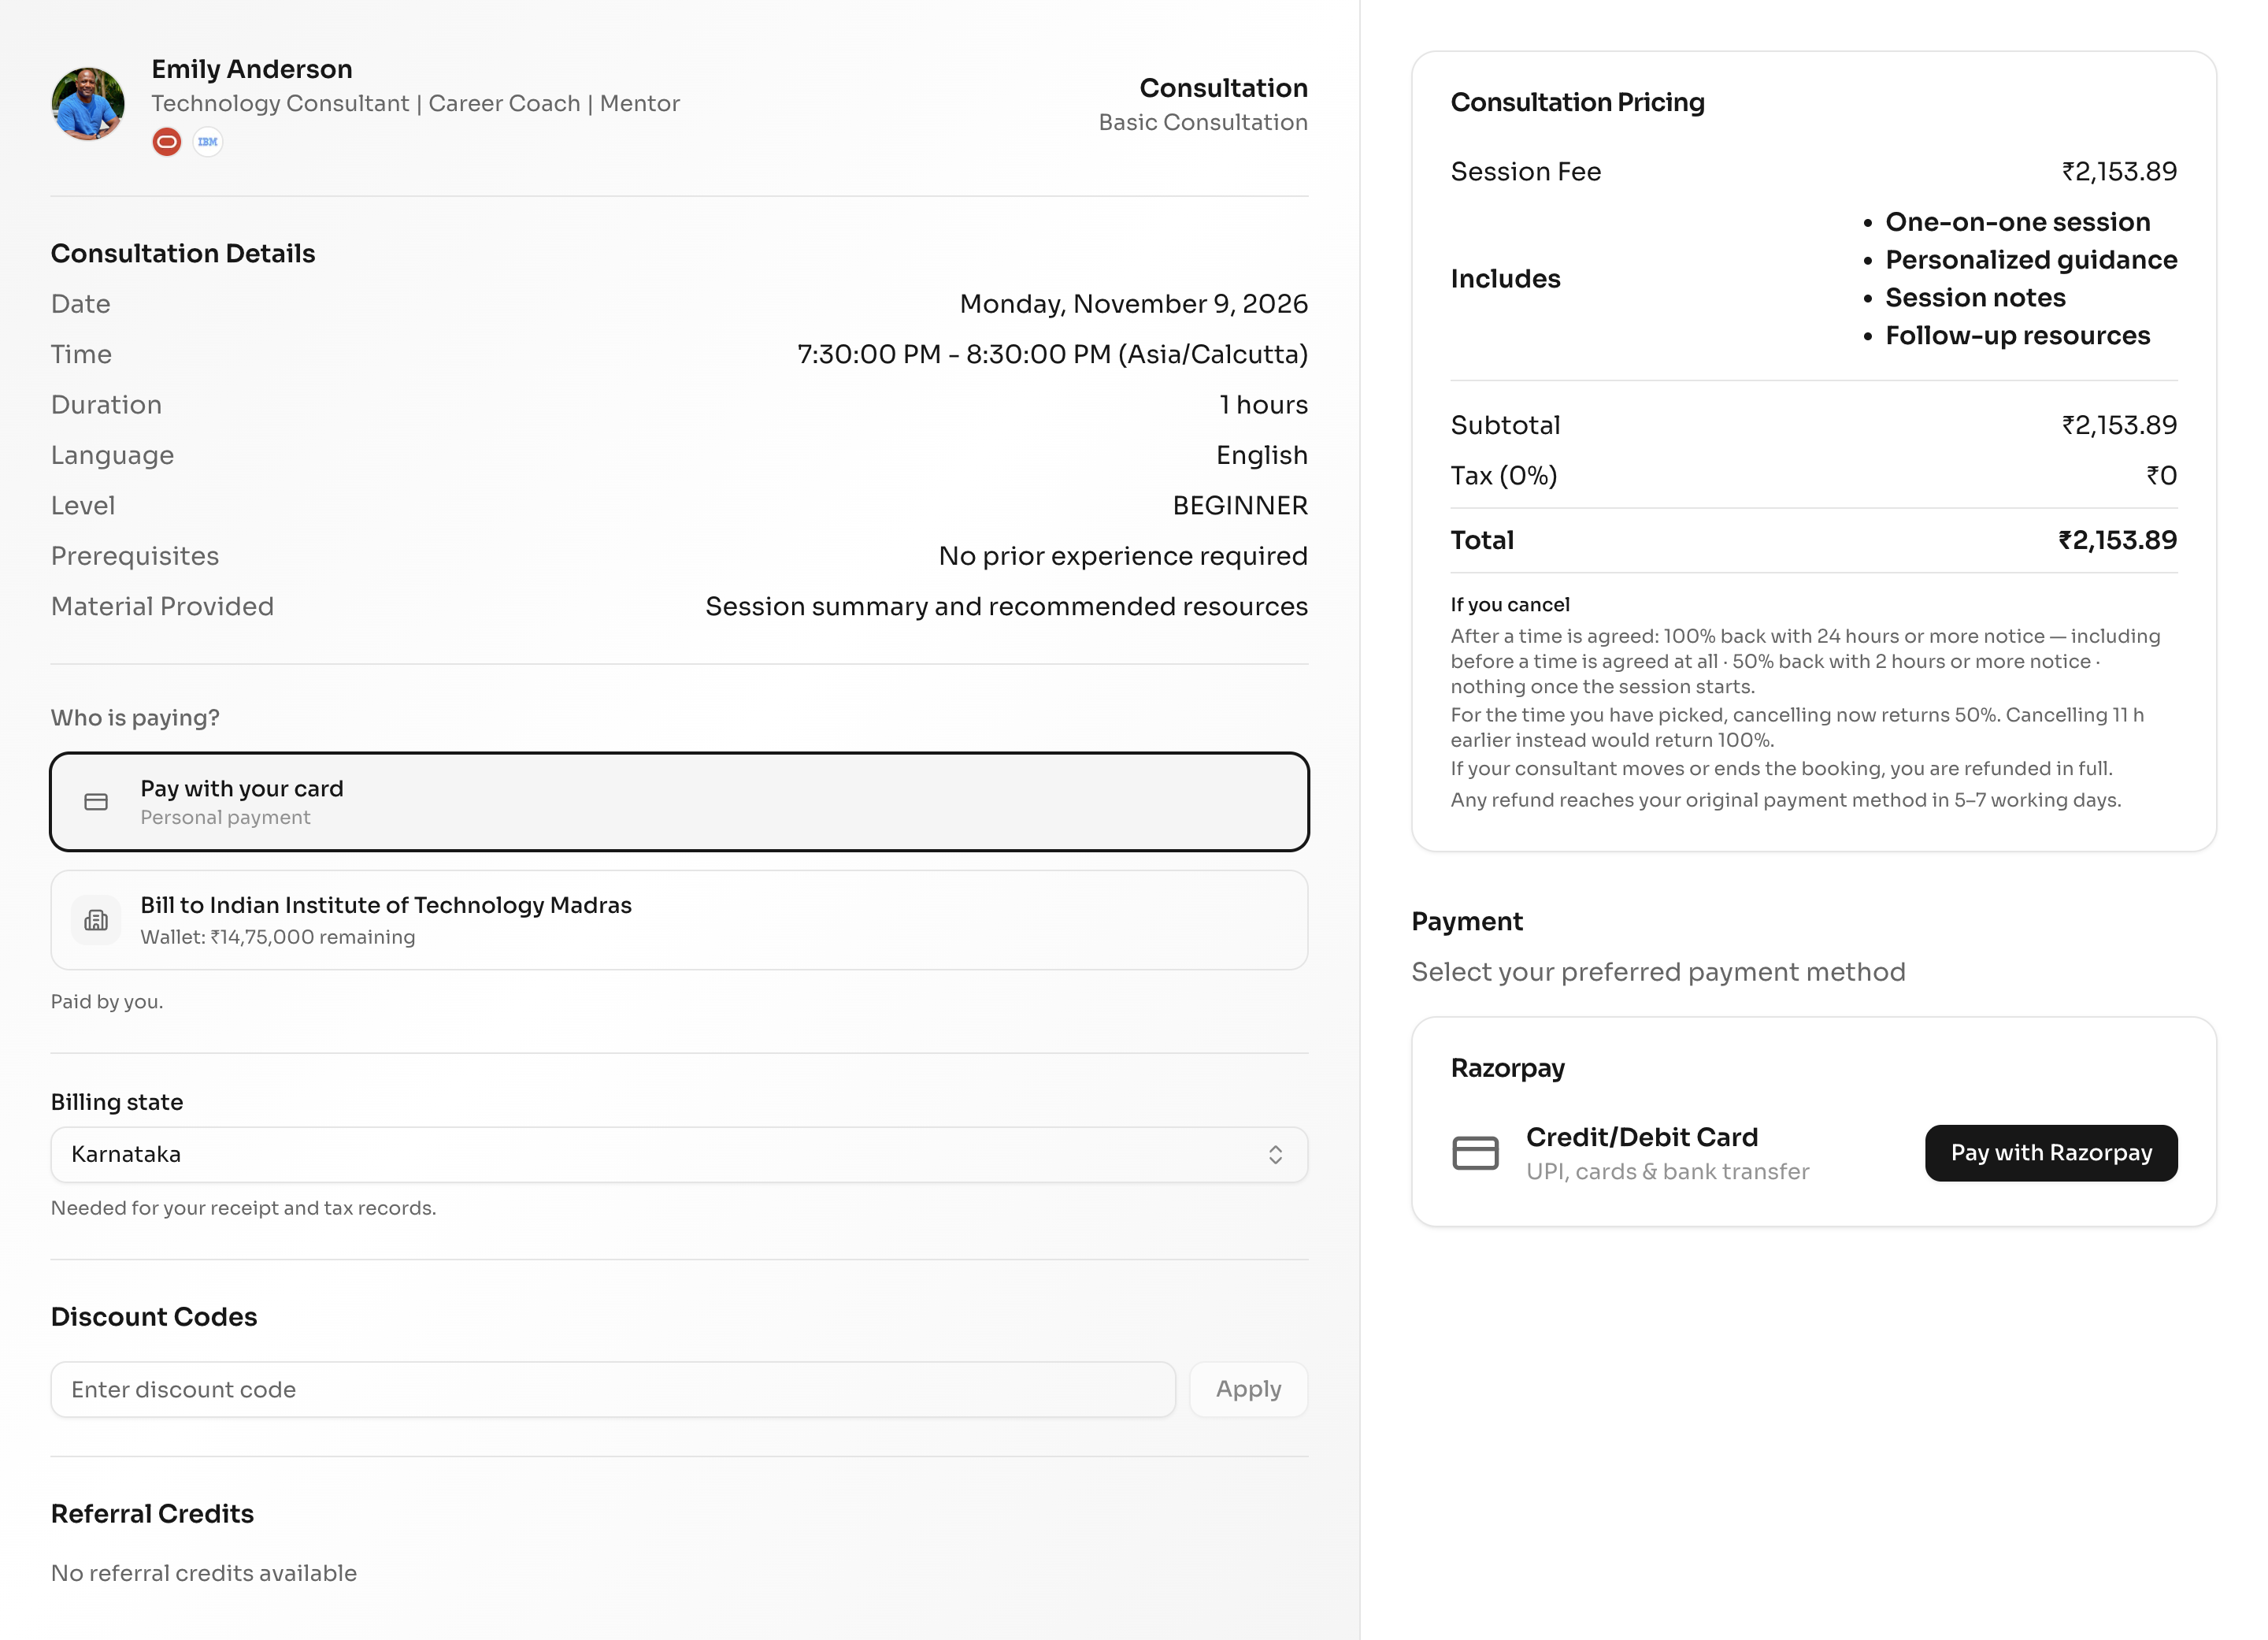 Emily Anderson
Technology Consultant | Career Coach | Mentor
IBM
Consultation
Basic Consultation
Consultation Details
Date
Monday, November 9, 2026
Time
7:30:00 PM - 8:30:00 PM (Asia/Calcutta)
Duration
1 hours
Language
English
Level
BEGINNER
Prerequisites
No prior experience required
Material Provided
Session summary and recommended resources
Who is paying?
Pay with your card
Personal payment
Bill to Indian Institute of Technology Madras
Wallet: ₹14,75,000 remaining
Paid by you.
Billing state
Karnataka
Needed for your receipt and tax records.
Discount Codes
Enter discount code
Apply
Referral Credits
No referral credits available
Consultation Pricing
Session Fee
₹2,153.89
Includes
• One-on-one session
• Personalized guidance
• Session notes
• Follow-up resources
Subtotal
₹2,153.89
Tax (0%)
₹0
Total
₹2,153.89
If you cancel
After a time is agreed: 100% back with 24 hours or more notice — including
before a time is agreed at all · 50% back with 2 hours or more notice ·
nothing once the session starts.
For the time you have picked, cancelling now returns 50%. Cancelling 11 h
earlier instead would return 100%.
If your consultant moves or ends the booking, you are refunded in full.
Any refund reaches your original payment method in 5–7 working days.
Payment
Select your preferred payment method
Razorpay
Credit/Debit Card
UPI, cards & bank transfer
Pay with Razorpay